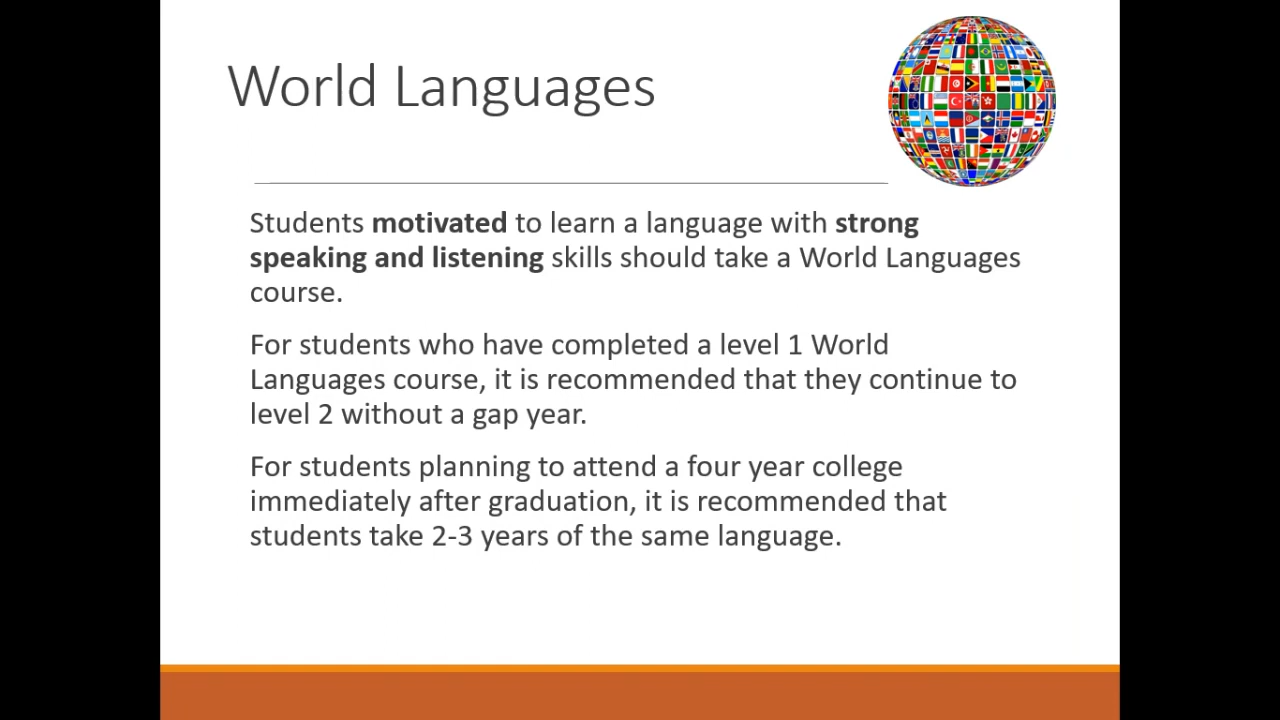 World Languages
Students motivated to learn a language with strong
speaking and listening skills should take a World Languages
course.
For students who have completed a level 1 World
Languages course, it is recommended that they continue to
level 2 without a gap year.
For students planning to attend a four year college
immediately after graduation, it is recommended that
students take 2-3 years of the same language.